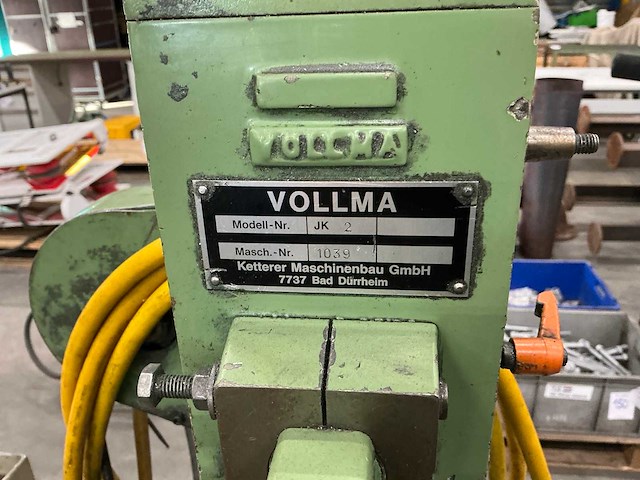 VOLLMA
VOLLMA
Modell-Nr. JK 2
Masch.-Nr. 1039
Ketterer Maschinenbau GmbH
7737 Bad Dürrheim